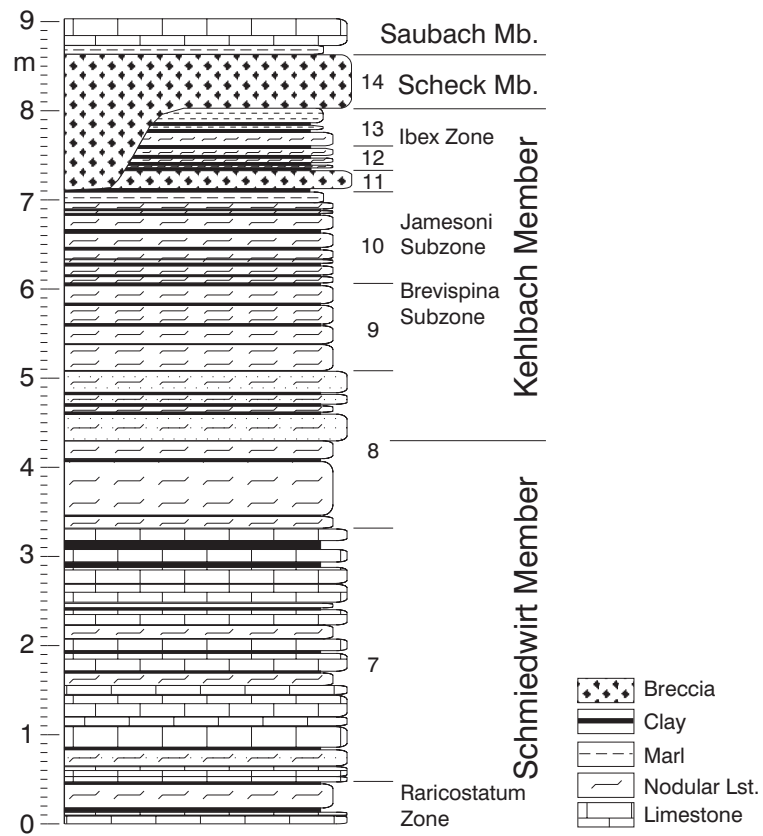 9
m
8
7
6
5
4
3
2
1
0
14
13
12
11
10
9
8
7
Saubach Mb.
Scheck Mb.
Ibex Zone
Jamesoni
Subzone
Brevispina
Subzone
Raricostatum
Zone
Kehlbach Member
Schmiedwirt Member
Breccia
Clay
Marl
Nodular Lst.
Limestone